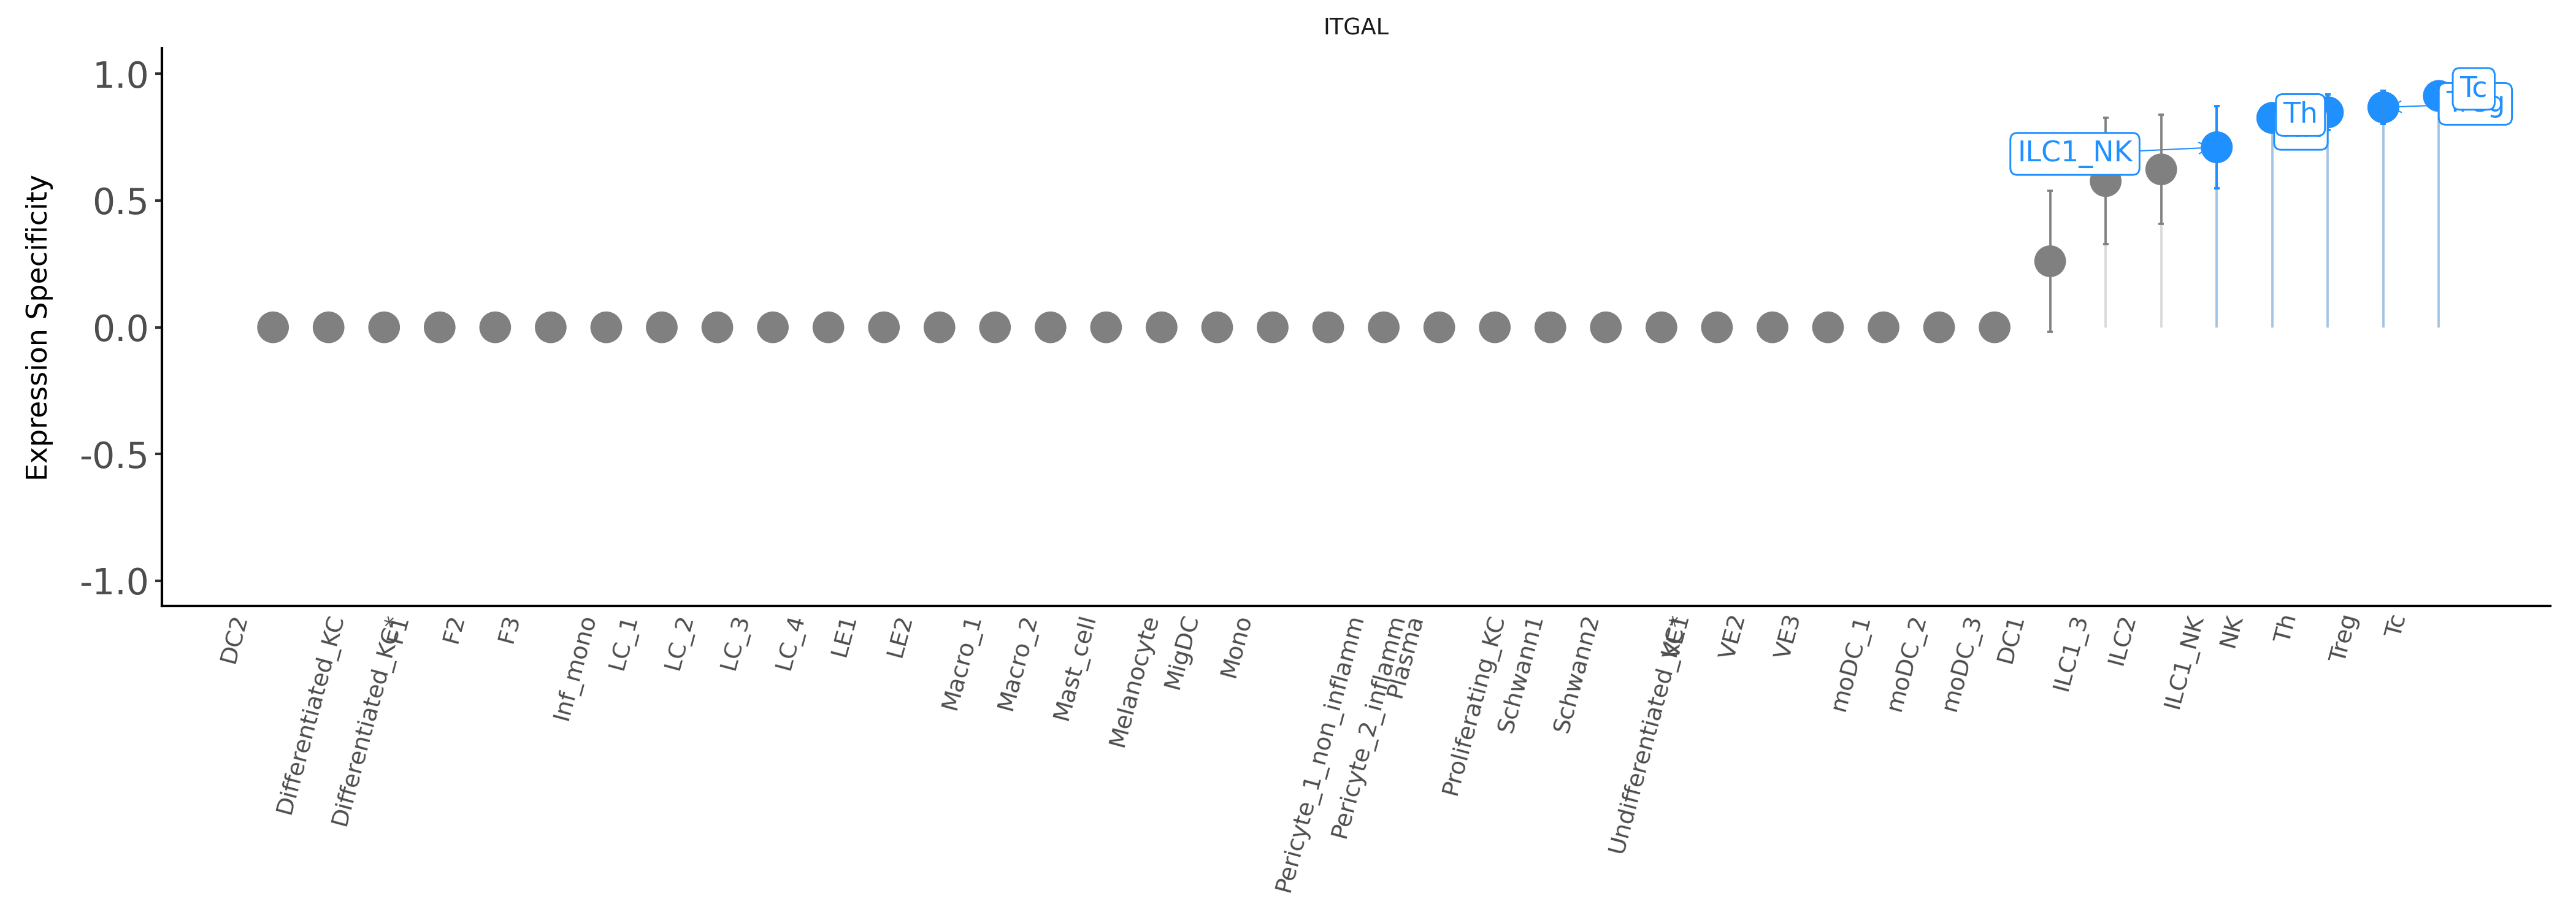 ITGAL
1.0
0.5
0.0
-0.5
-1.0
Expression Specificity
ILC1_NK
Th
Tc
DC2
Differentiated_KC
Differentiated_KC*
F1
F2
F3
Inf_mono
LC_1
LC_2
LC_3
LC_4
LE1
LE2
Macro_1
Macro_2
Mast_cell
Melanocyte
MigDC
Mono
Pericyte_1_non_inflamm
Pericyte_2_inflamm
Plasma
Proliferating_KC
Schwann1
Schwann2
Undifferentiated_KC*
VE1
VE2
VE3
moDC_1
moDC_2
moDC_3
DC1
ILC1_3
ILC2
ILC1_NK
NK
Th
Treg
Tc